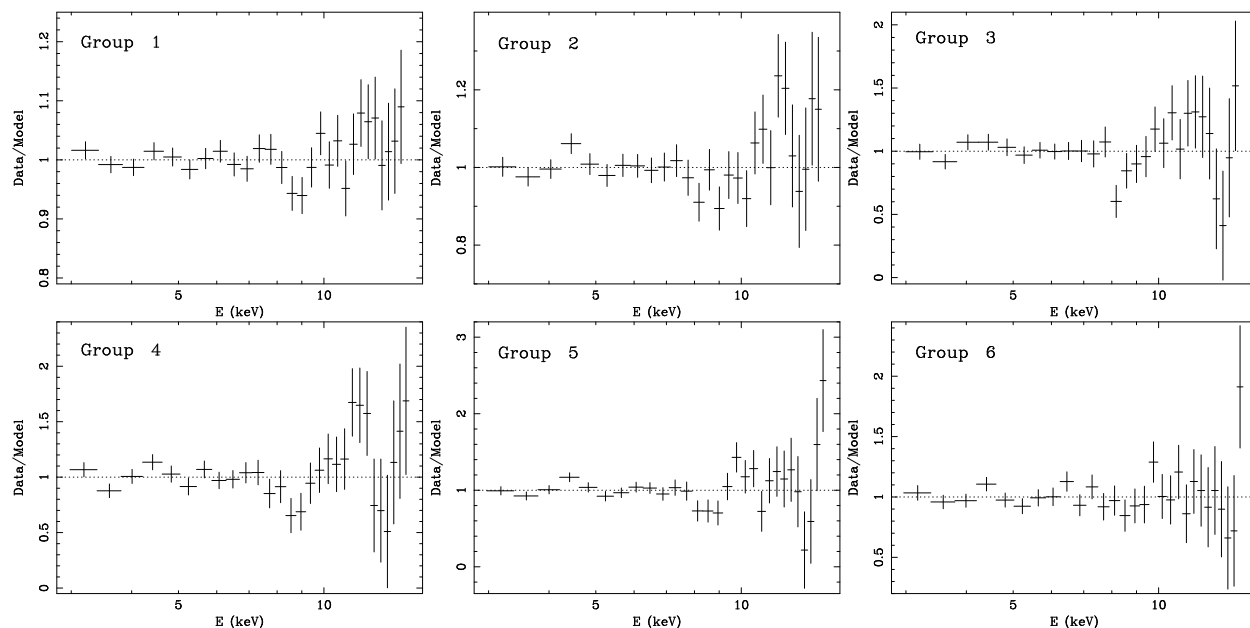 Group 1
Data/Model
0.8 0.9 1 1.1 1.2
5 10
E (keV)
Group 2
Data/Model
0.8 1 1.2
5 10
E (keV)
Group 3
Data/Model
0 0.5 1 1.5 2
5 10
E (keV)
Group 4
Data/Model
0 0.5 1 1.5 2
5 10
E (keV)
Group 5
Data/Model
0 1 2 3
5 10
E (keV)
Group 6
Data/Model
0.5 1 1.5 2
5 10
E (keV)